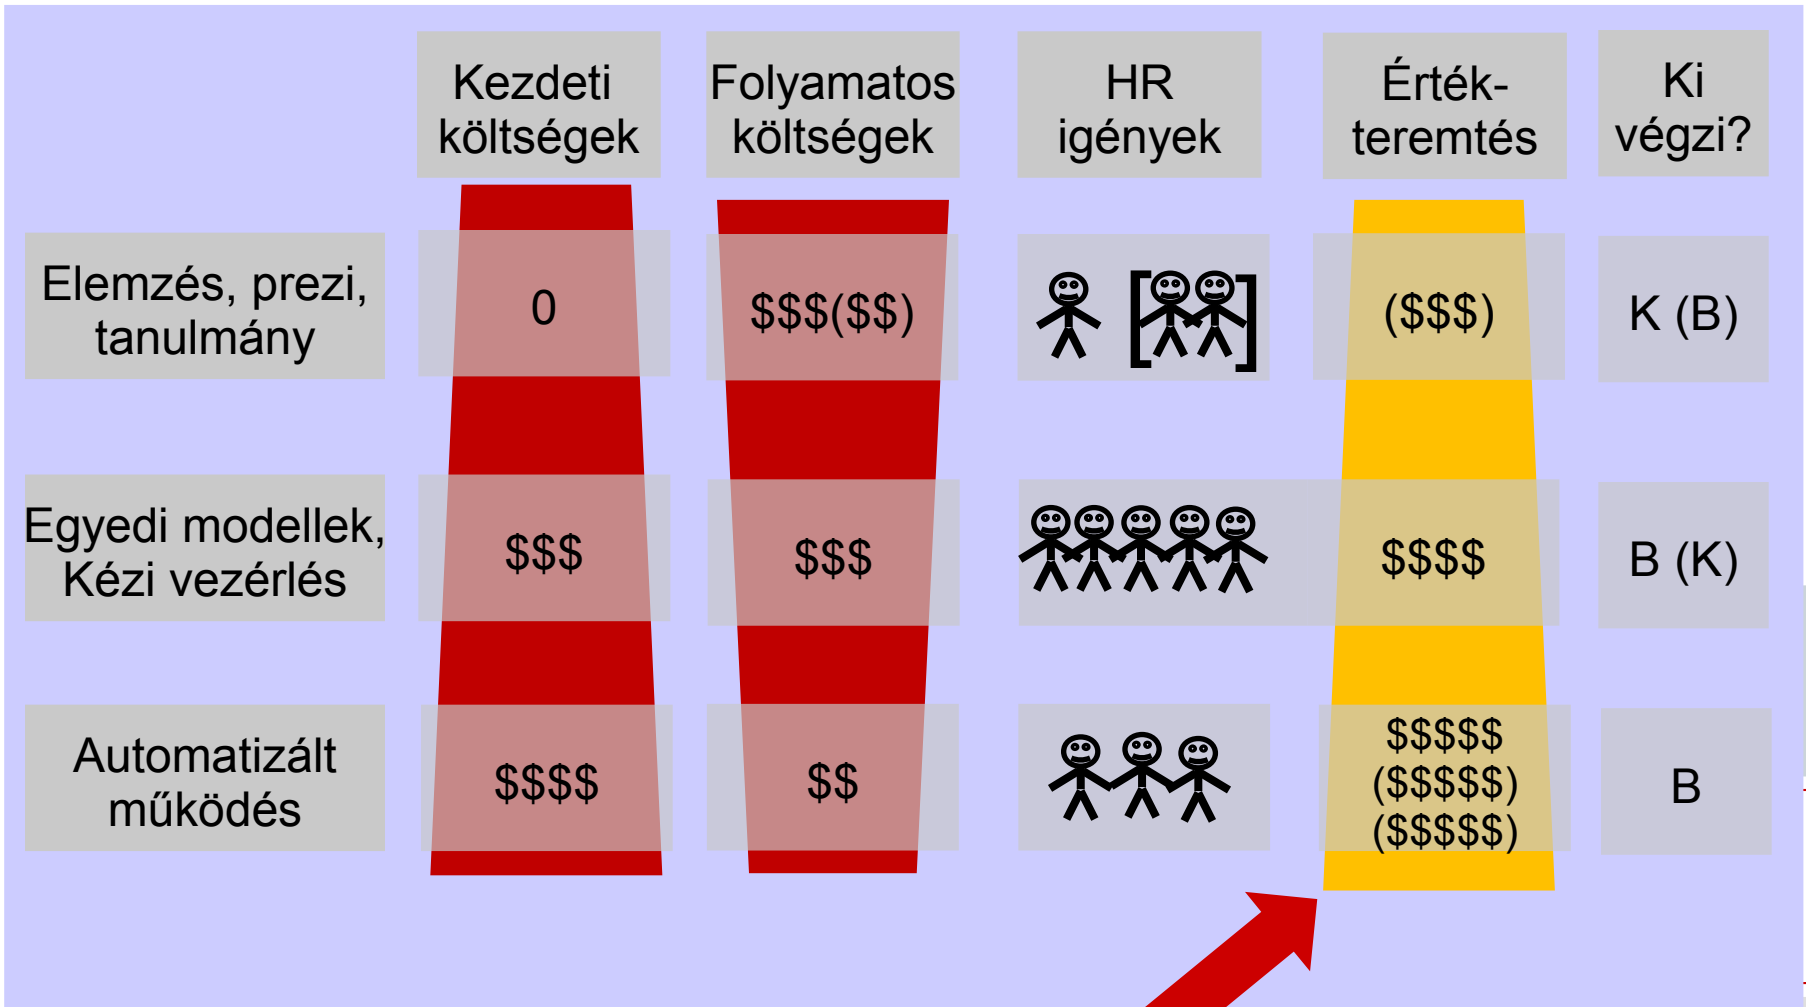 Kezdeti
költségek
Folyamatos
költségek
HR
igények
Érték-
teremtés
Ki
végzi?
Elemzés, prezi,
tanulmány
0
$$$($$)
[ ]
($$$)
K (B)
Egyedi modellek,
Kézi vezérlés
$$$
$$$
$$$$
B (K)
Automatizált
működés
$$$$
$$
$$$$$
($$$$$)
($$$$$)
B